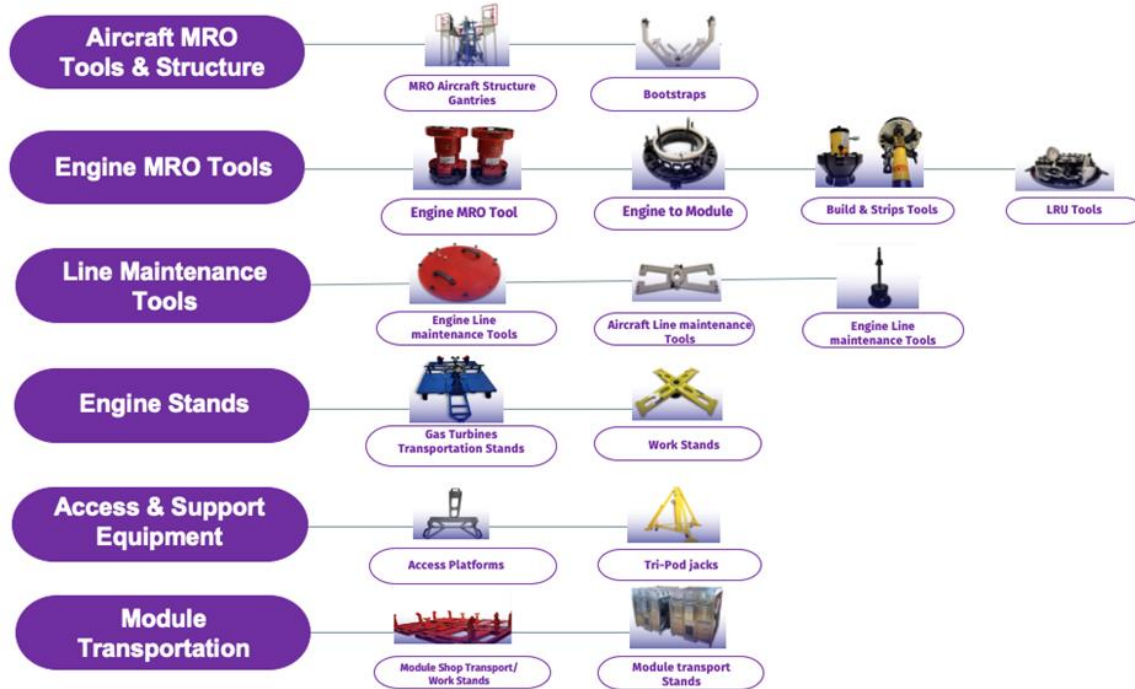 Aircraft MRO
Tools & Structure
MRO Aircraft Structure
Gantries
Bootstraps
Engine MRO Tools
Engine MRO Tool
Engine to Module
Build & Strips Tools
LRU Tools
Line Maintenance
Tools
Engine Line
maintenance Tools
Aircraft Line maintenance
Tools
Engine Line
maintenance Tools
Engine Stands
Gas Turbines
Transportation Stands
Work Stands
Access & Support
Equipment
Access Platforms
Tri-Pod jacks
Module
Transportation
Module Shop Transport/
Work Stands
Module transport
Stands